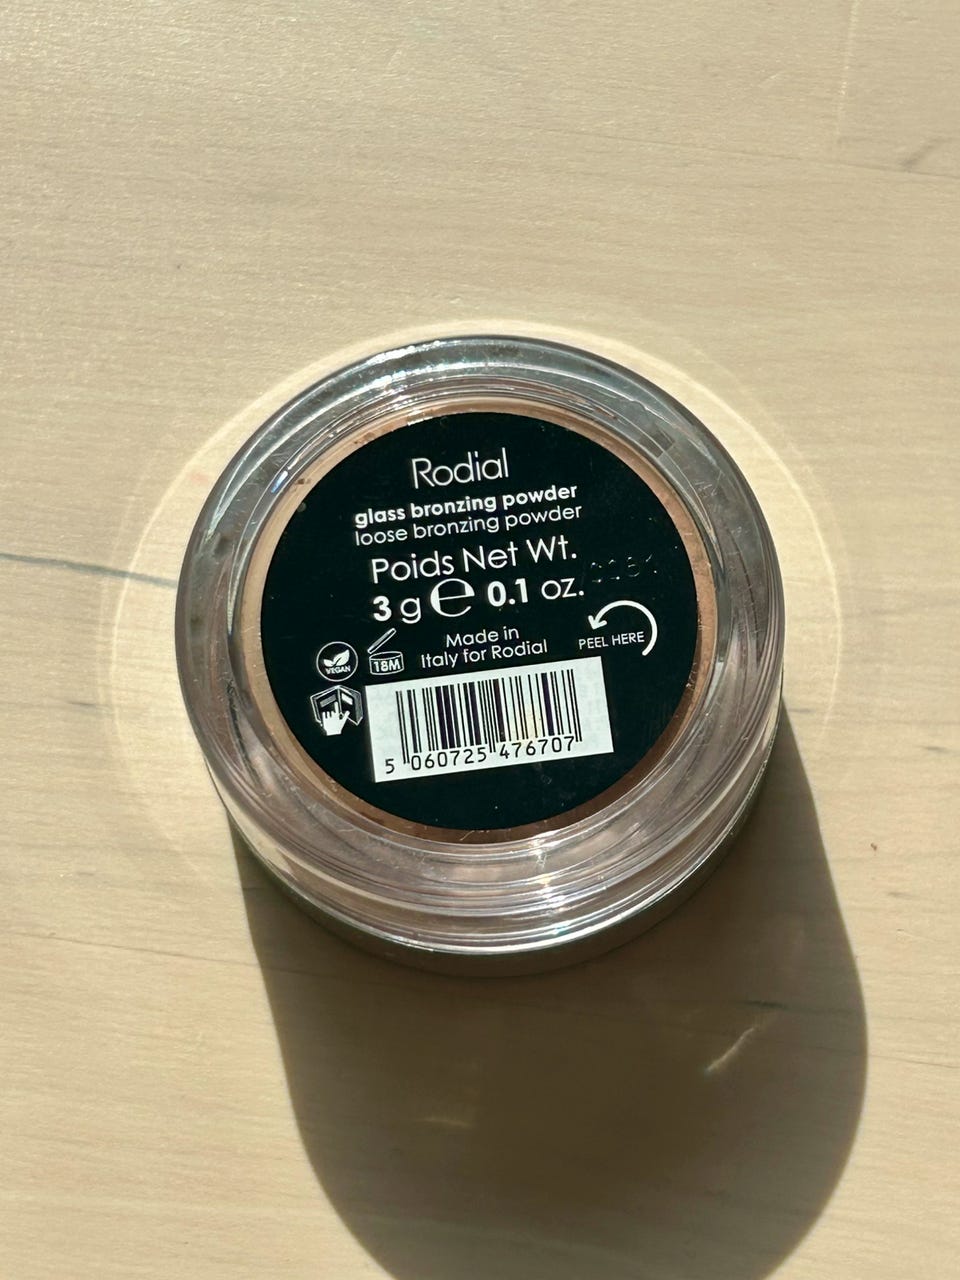 Rodial
glass bronzing powder
loose bronzing powder
Poids Net Wt.
3 g ℮ 0.1 oz.
VEGAN
18M
Made in
Italy for Rodial
PEEL HERE
5 060725 476707